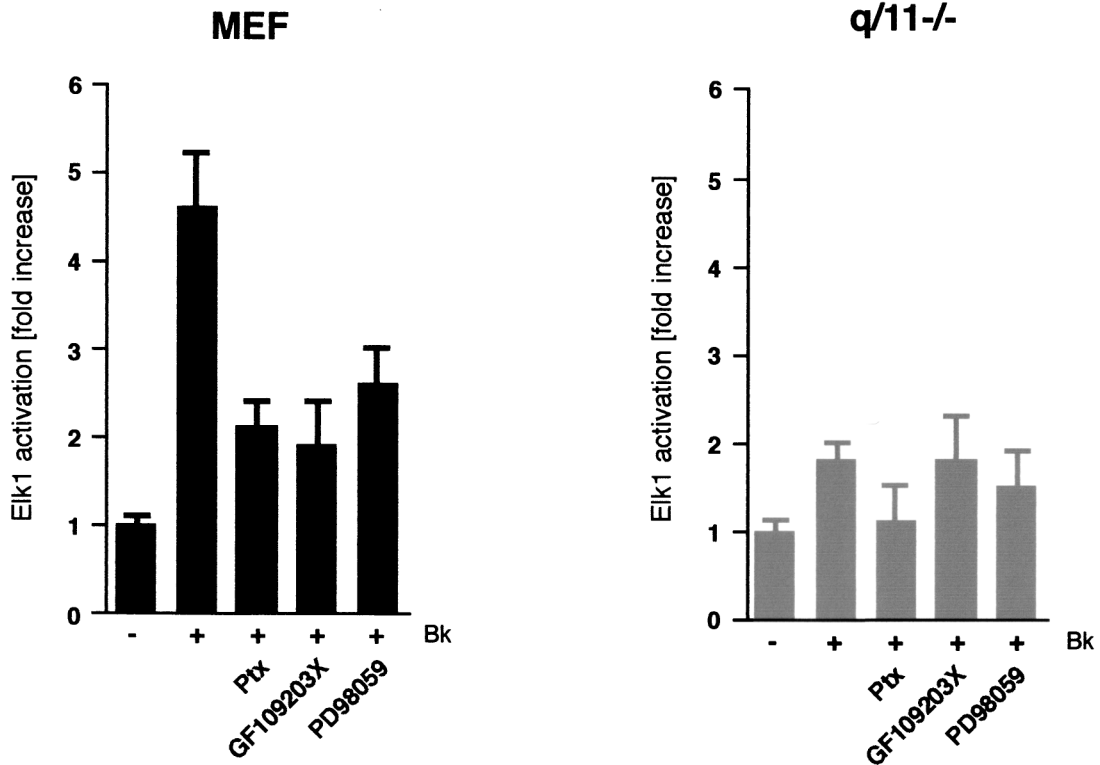 MEF
6
5
4
3
2
1
0
Elk1 activation [fold increase]
- + + + + Bk
Ptx
GF109203X
PD98059
q/11-/-
6
5
4
3
2
1
0
Elk1 activation [fold increase]
- + + + + Bk
Ptx
GF109203X
PD98059